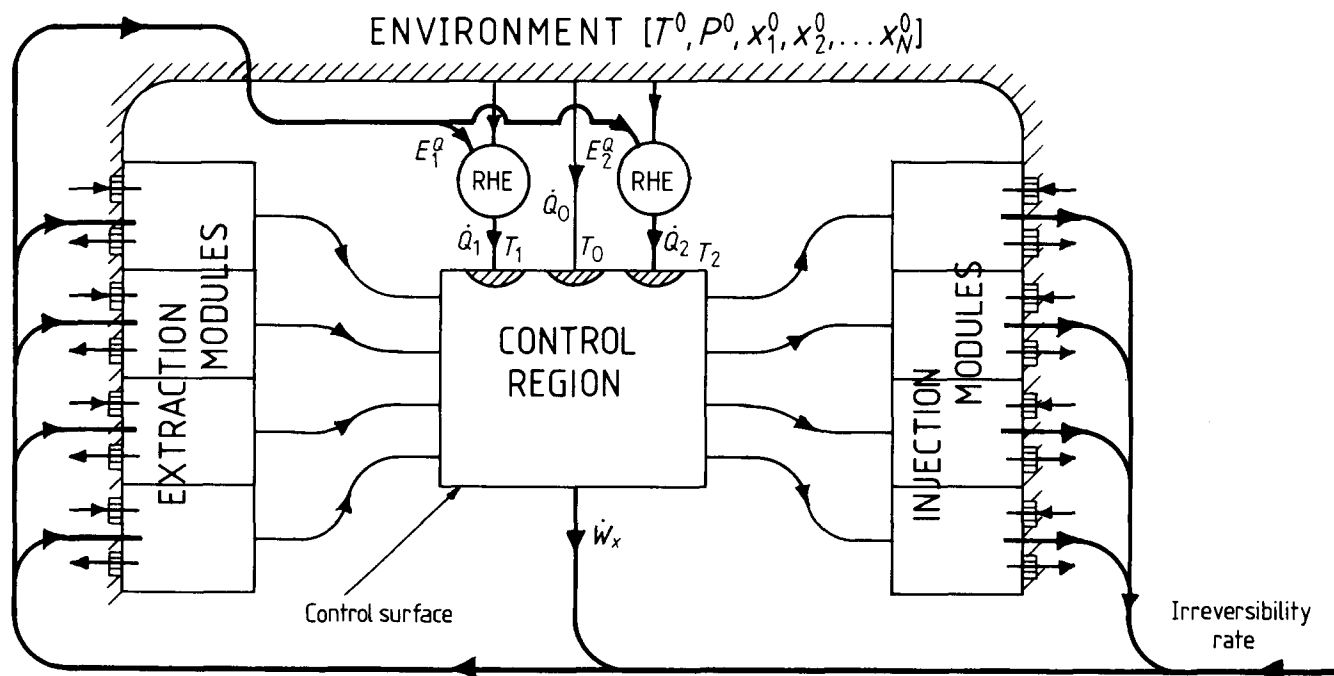 ENVIRONMENT [T⁰, P⁰, x₁⁰, x₂⁰, ... x_N⁰]
E₁^Q
E₂^Q
RHE
RHE
Q̇₀
Q̇₁
T₁
T₀
Q̇₂
T₂
EXTRACTION
MODULES
CONTROL
REGION
INJECTION
MODULES
Ẇₓ
Control surface
Irreversibility
rate